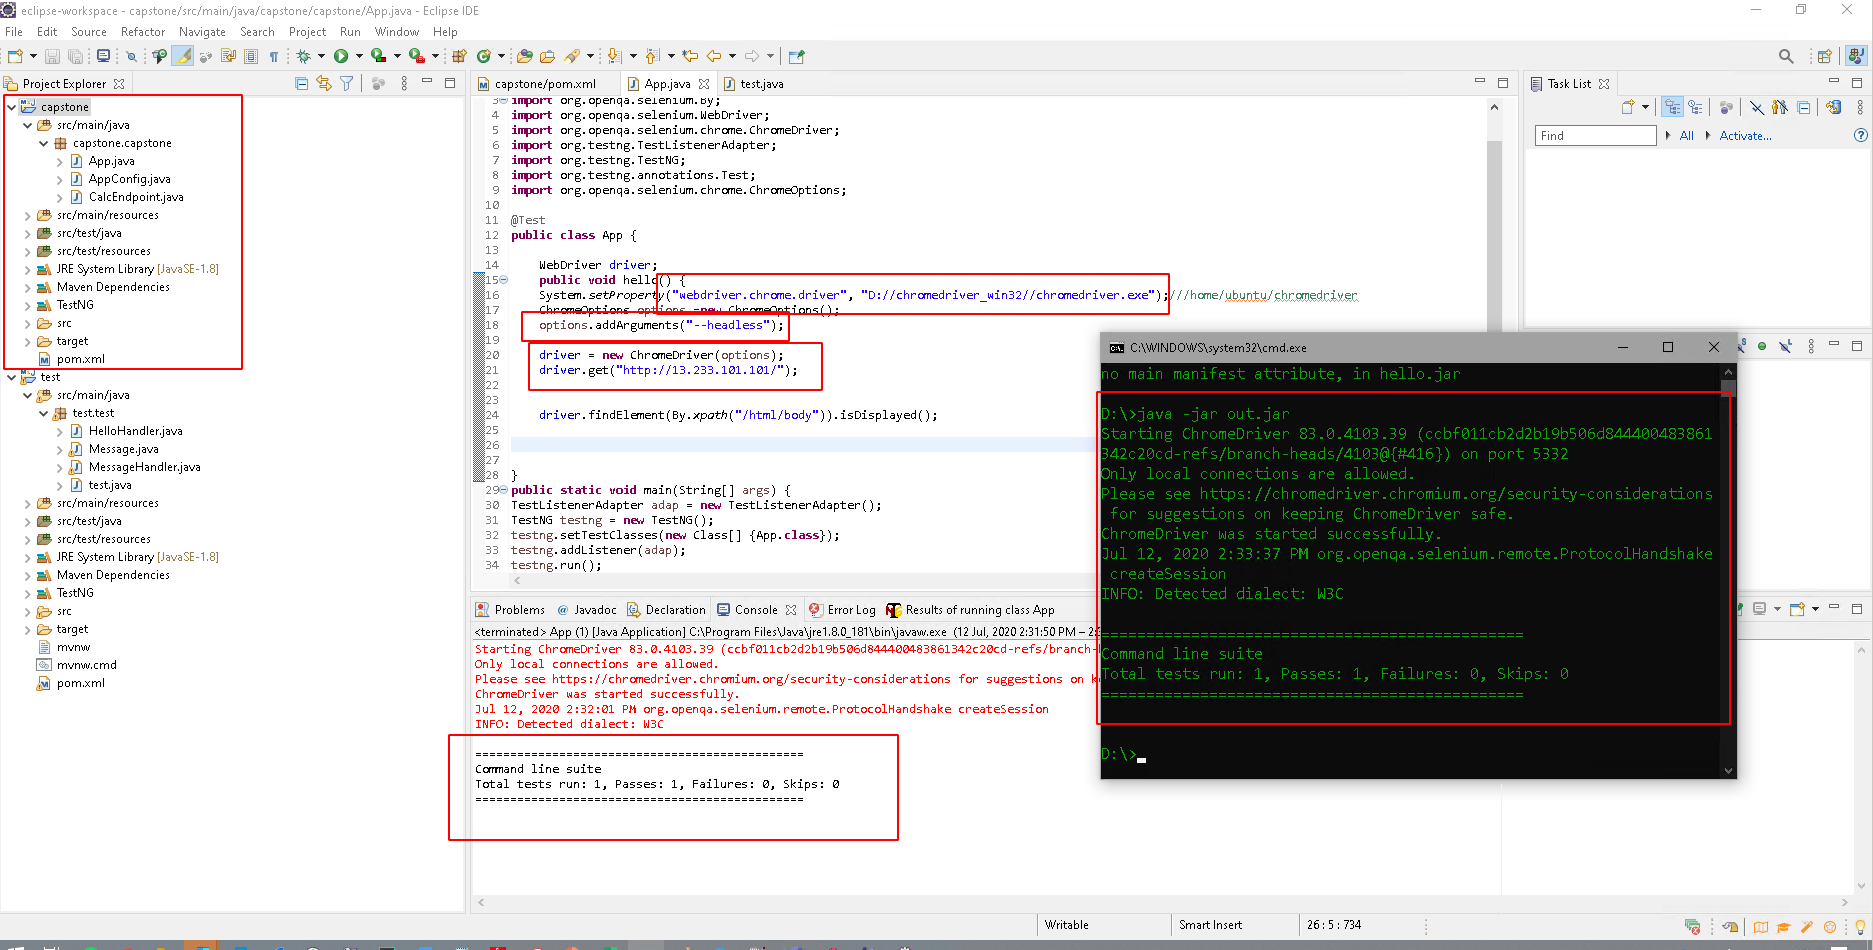 eclipse-workspace - capstone/src/main/java/capstone/capstone/App.java - Eclipse IDE
File Edit Source Refactor Navigate Search Project Run Window Help
Project Explorer
capstone
src/main/java
capstone.capstone
App.java
AppConfig.java
CalcEndpoint.java
src/main/resources
src/test/java
src/test/resources
JRE System Library [JavaSE-1.8]
Maven Dependencies
TestNG
src
target
pom.xml
test
src/main/java
test.test
HelloHandler.java
Message.java
MessageHandler.java
test.java
src/main/resources
src/test/java
src/test/resources
JRE System Library [JavaSE-1.8]
Maven Dependencies
TestNG
src
target
mvnw
mvnw.cmd
pom.xml
capstone/pom.xml App.java test.java
3 import org.openqa.selenium.By;
4 import org.openqa.selenium.WebDriver;
5 import org.openqa.selenium.chrome.ChromeDriver;
6 import org.testng.TestListenerAdapter;
7 import org.testng.TestNG;
8 import org.testng.annotations.Test;
9 import org.openqa.selenium.chrome.ChromeOptions;
10
11 @Test
12 public class App {
13
14 WebDriver driver;
15 public void hello() {
16 System.setProperty("webdriver.chrome.driver", "D://chromedriver_win32//chromedriver.exe");///home/ubuntu/chromedriver
17 ChromeOptions options =new ChromeOptions();
18 options.addArguments("--headless");
19
20 driver = new ChromeDriver(options);
21 driver.get("http://13.233.101.101/");
22
23
24 driver.findElement(By.xpath("/html/body")).isDisplayed();
25
26
27
28 }
29 public static void main(String[] args) {
30 TestListenerAdapter adap = new TestListenerAdapter();
31 TestNG testng = new TestNG();
32 testng.setTestClasses(new Class[] {App.class});
33 testng.addListener(adap);
34 testng.run();
Problems Javadoc Declaration Console Error Log Results of running class App
<terminated> App (1) [Java Application] C:\Program Files\Java\jre1.8.0_181\bin\javaw.exe (12 Jul, 2020 2:31:50 PM – 2:3
Starting ChromeDriver 83.0.4103.39 (ccbf011cb2d2b19b506d844400483861342c20cd-refs/branch-
Only local connections are allowed.
Please see https://chromedriver.chromium.org/security-considerations for suggestions on k
ChromeDriver was started successfully.
Jul 12, 2020 2:32:01 PM org.openqa.selenium.remote.ProtocolHandshake createSession
INFO: Detected dialect: W3C
===============================================
Command line suite
Total tests run: 1, Passes: 1, Failures: 0, Skips: 0
===============================================
Task List
Find All Activate...
C:\WINDOWS\system32\cmd.exe
no main manifest attribute, in hello.jar
D:\>java -jar out.jar
Starting ChromeDriver 83.0.4103.39 (ccbf011cb2d2b19b506d844400483861
342c20cd-refs/branch-heads/4103@{#416}) on port 5332
Only local connections are allowed.
Please see https://chromedriver.chromium.org/security-considerations
for suggestions on keeping ChromeDriver safe.
ChromeDriver was started successfully.
Jul 12, 2020 2:33:37 PM org.openqa.selenium.remote.ProtocolHandshake
createSession
INFO: Detected dialect: W3C
===============================================
Command line suite
Total tests run: 1, Passes: 1, Failures: 0, Skips: 0
===============================================
D:\>
Writable Smart Insert 26 : 5 : 734